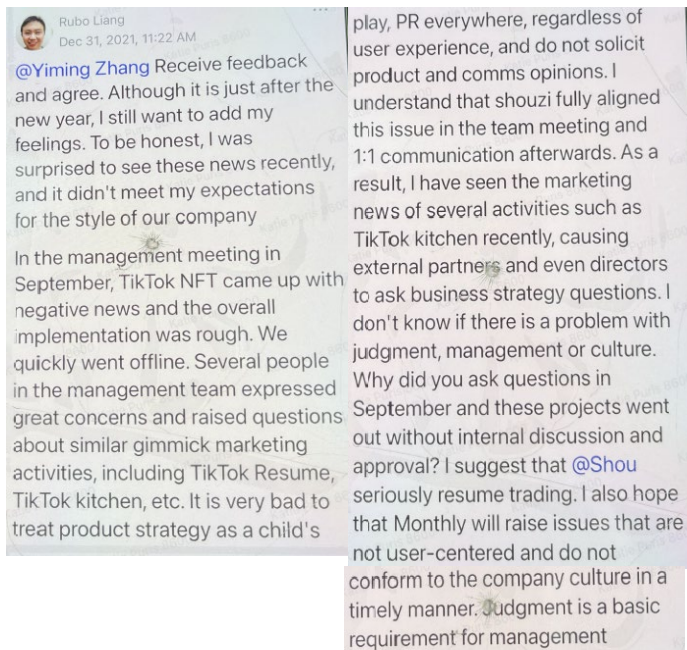 Rubo Liang
Dec 31, 2021, 11:22 AM
@Yiming Zhang Receive feedback
and agree. Although it is just after the
new year, I still want to add my
feelings. To be honest, I was
surprised to see these news recently,
and it didn't meet my expectations
for the style of our company
In the management meeting in
September, TikTok NFT came up with
negative news and the overall
implementation was rough. We
quickly went offline. Several people
in the management team expressed
great concerns and raised questions
about similar gimmick marketing
activities, including TikTok Resume,
TikTok kitchen, etc. It is very bad to
treat product strategy as a child's
play, PR everywhere, regardless of
user experience, and do not solicit
product and comms opinions. I
understand that shouzi fully aligned
this issue in the team meeting and
1:1 communication afterwards. As a
result, I have seen the marketing
news of several activities such as
TikTok kitchen recently, causing
external partners and even directors
to ask business strategy questions. I
don't know if there is a problem with
judgment, management or culture.
Why did you ask questions in
September and these projects went
out without internal discussion and
approval? I suggest that @Shou
seriously resume trading. I also hope
that Monthly will raise issues that are
not user-centered and do not
conform to the company culture in a
timely manner. Judgment is a basic
requirement for management